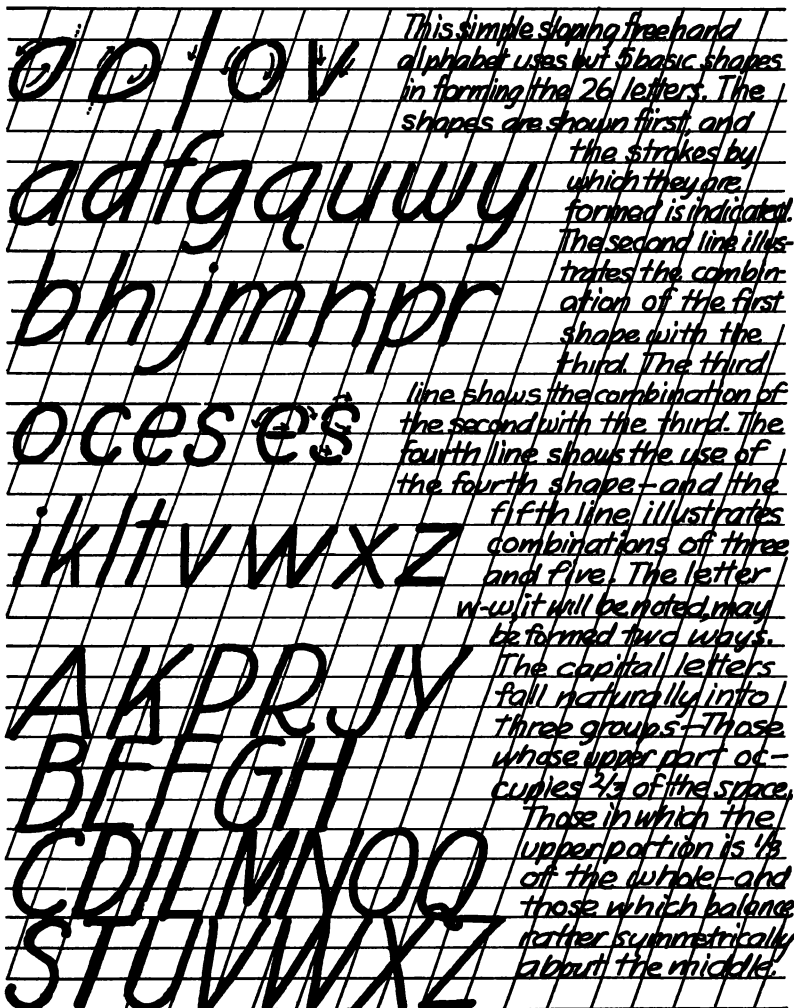 o o l o v
adfgquwy
bhjmnpr
oces es
ikltvwxz
AKPRJY
BEFGH
CDILMNOQ
STUVWXZ
This simple sloping freehand
alphabet uses but 5 basic shapes
in forming the 26 letters. The
shapes are shown first, and
the strokes by
which they are
formed is indicated.
The second line illus-
trates the combin-
ation of the first
shape with the
third. The third
line shows the combination of
the second with the third. The
fourth line shows the use of
the fourth shape—and the
fifth line illustrates
combinations of three
and five. The letter
w-w, it will be noted, may
be formed two ways.
The capital letters
fall naturally into
three groups—Those
whose upper part oc-
cupies 2/3 of the space.
Those in which the
upper portion is 1/3
of the whole—and
those which balance
rather symmetrically
about the middle.